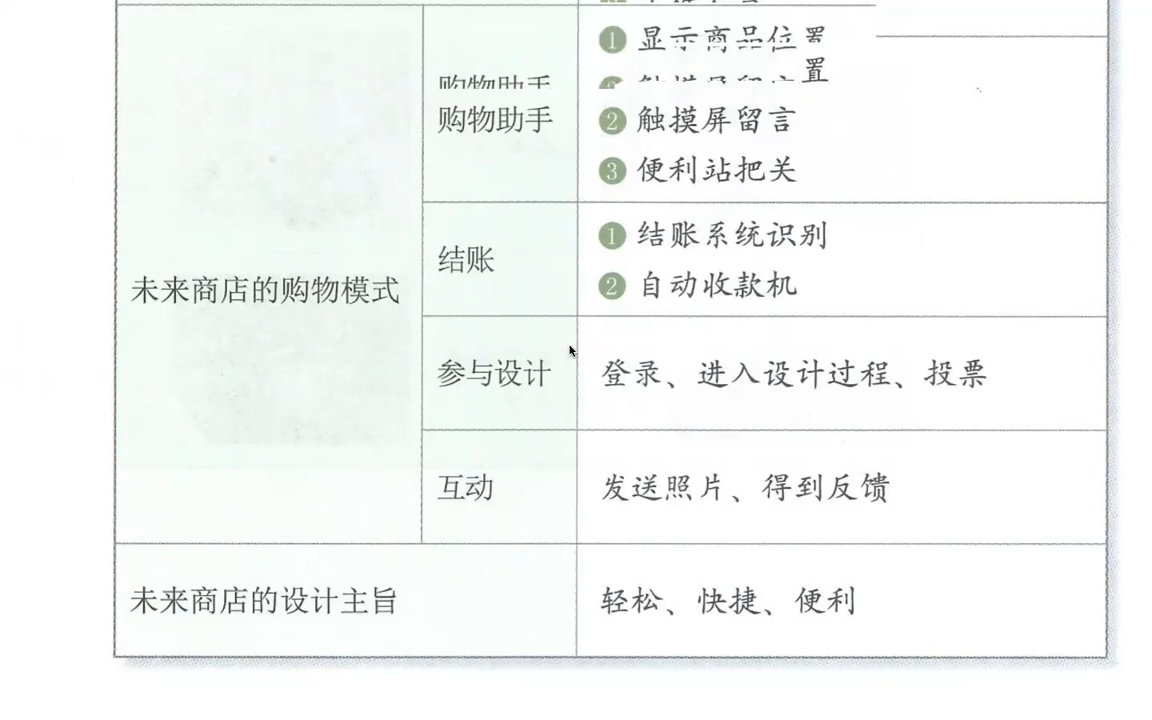 ❶ 显示商品位置
购物助手
❷ 触摸屏留言
❸ 便利站把关
未来商店的购物模式
结账
❶ 结账系统识别
❷ 自动收款机
参与设计
登录、进入设计过程、投票
互动
发送照片、得到反馈
未来商店的设计主旨
轻松、快捷、便利